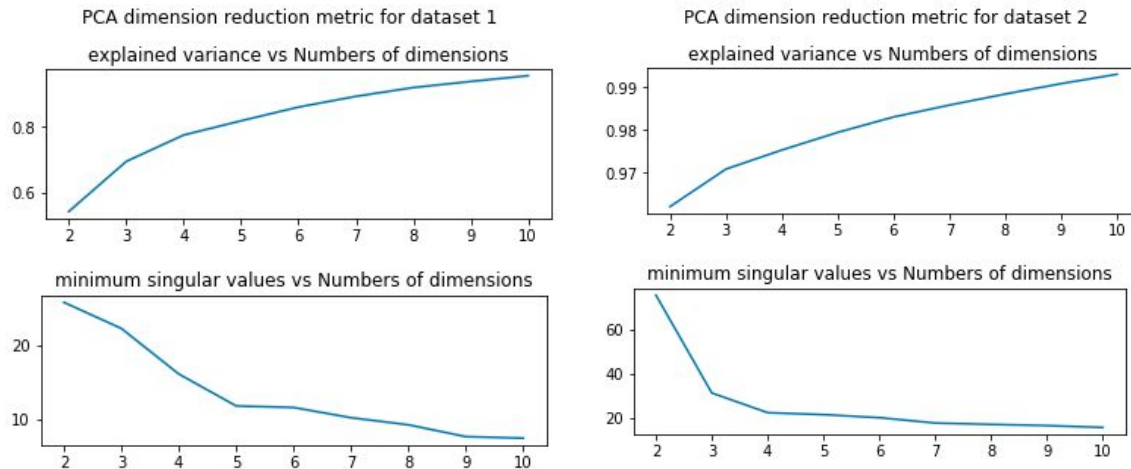 PCA dimension reduction metric for dataset 1
explained variance vs Numbers of dimensions
0.8
0.6
2 3 4 5 6 7 8 9 10
minimum singular values vs Numbers of dimensions
20
10
2 3 4 5 6 7 8 9 10
PCA dimension reduction metric for dataset 2
explained variance vs Numbers of dimensions
0.99
0.98
0.97
2 3 4 5 6 7 8 9 10
minimum singular values vs Numbers of dimensions
60
40
20
2 3 4 5 6 7 8 9 10